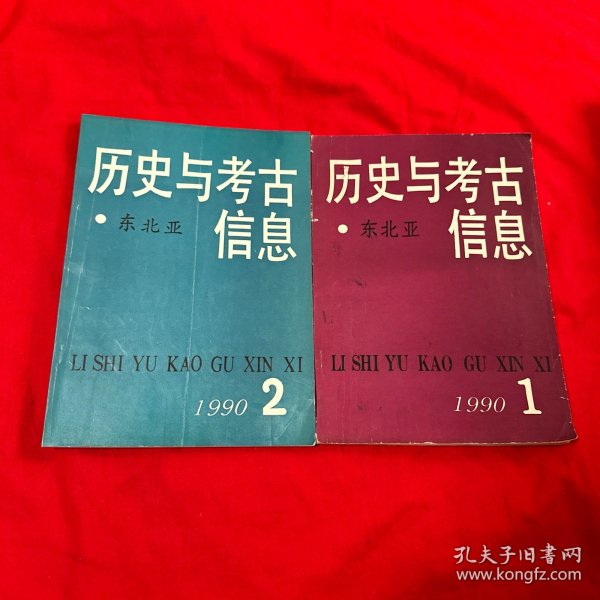 历史与考古
·东北亚
信息
LI SHI YU KAO GU XIN XI
1990 2
历史与考古
·东北亚
信息
LI SHI YU KAO GU XIN XI
1990 1
孔夫子旧书网
www.kongfz.com